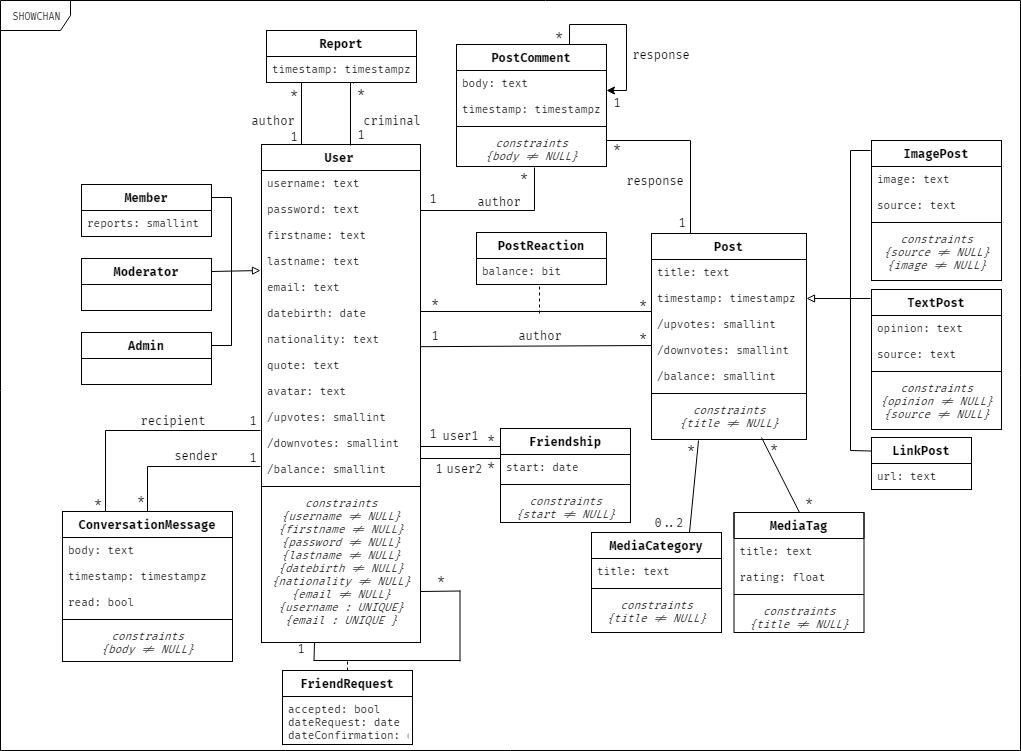 SHOWCHAN
Report
timestamp: timestampz
*
*
author
criminal
1
1
PostComment
body: text
timestamp: timestampz
constraints
{body ≠ NULL}
*
response
1
*
response
1
*
author
1
User
username: text
password: text
firstname: text
lastname: text
email: text
datebirth: date
nationality: text
quote: text
avatar: text
/upvotes: smallint
/downvotes: smallint
/balance: smallint
constraints
{username ≠ NULL}
{firstname ≠ NULL}
{password ≠ NULL}
{lastname ≠ NULL}
{datebirth ≠ NULL}
{nationality ≠ NULL}
{email ≠ NULL}
{username : UNIQUE}
{email : UNIQUE }
Member
reports: smallint
Moderator
Admin
PostReaction
balance: bit
*
*
1
author
*
Post
title: text
timestamp: timestampz
/upvotes: smallint
/downvotes: smallint
/balance: smallint
constraints
{title ≠ NULL}
ImagePost
image: text
source: text
constraints
{source ≠ NULL}
{image ≠ NULL}
TextPost
opinion: text
source: text
constraints
{opinion ≠ NULL}
{source ≠ NULL}
LinkPost
url: text
recipient
1
sender
1
*
*
ConversationMessage
body: text
timestamp: timestampz
read: bool
constraints
{body ≠ NULL}
1 user1 *
1 user2 *
Friendship
start: date
constraints
{start ≠ NULL}
*
0..2
MediaCategory
title: text
constraints
{title ≠ NULL}
*
*
MediaTag
title: text
rating: float
constraints
{title ≠ NULL}
*
1
FriendRequest
accepted: bool
dateRequest: date
dateConfirmation: